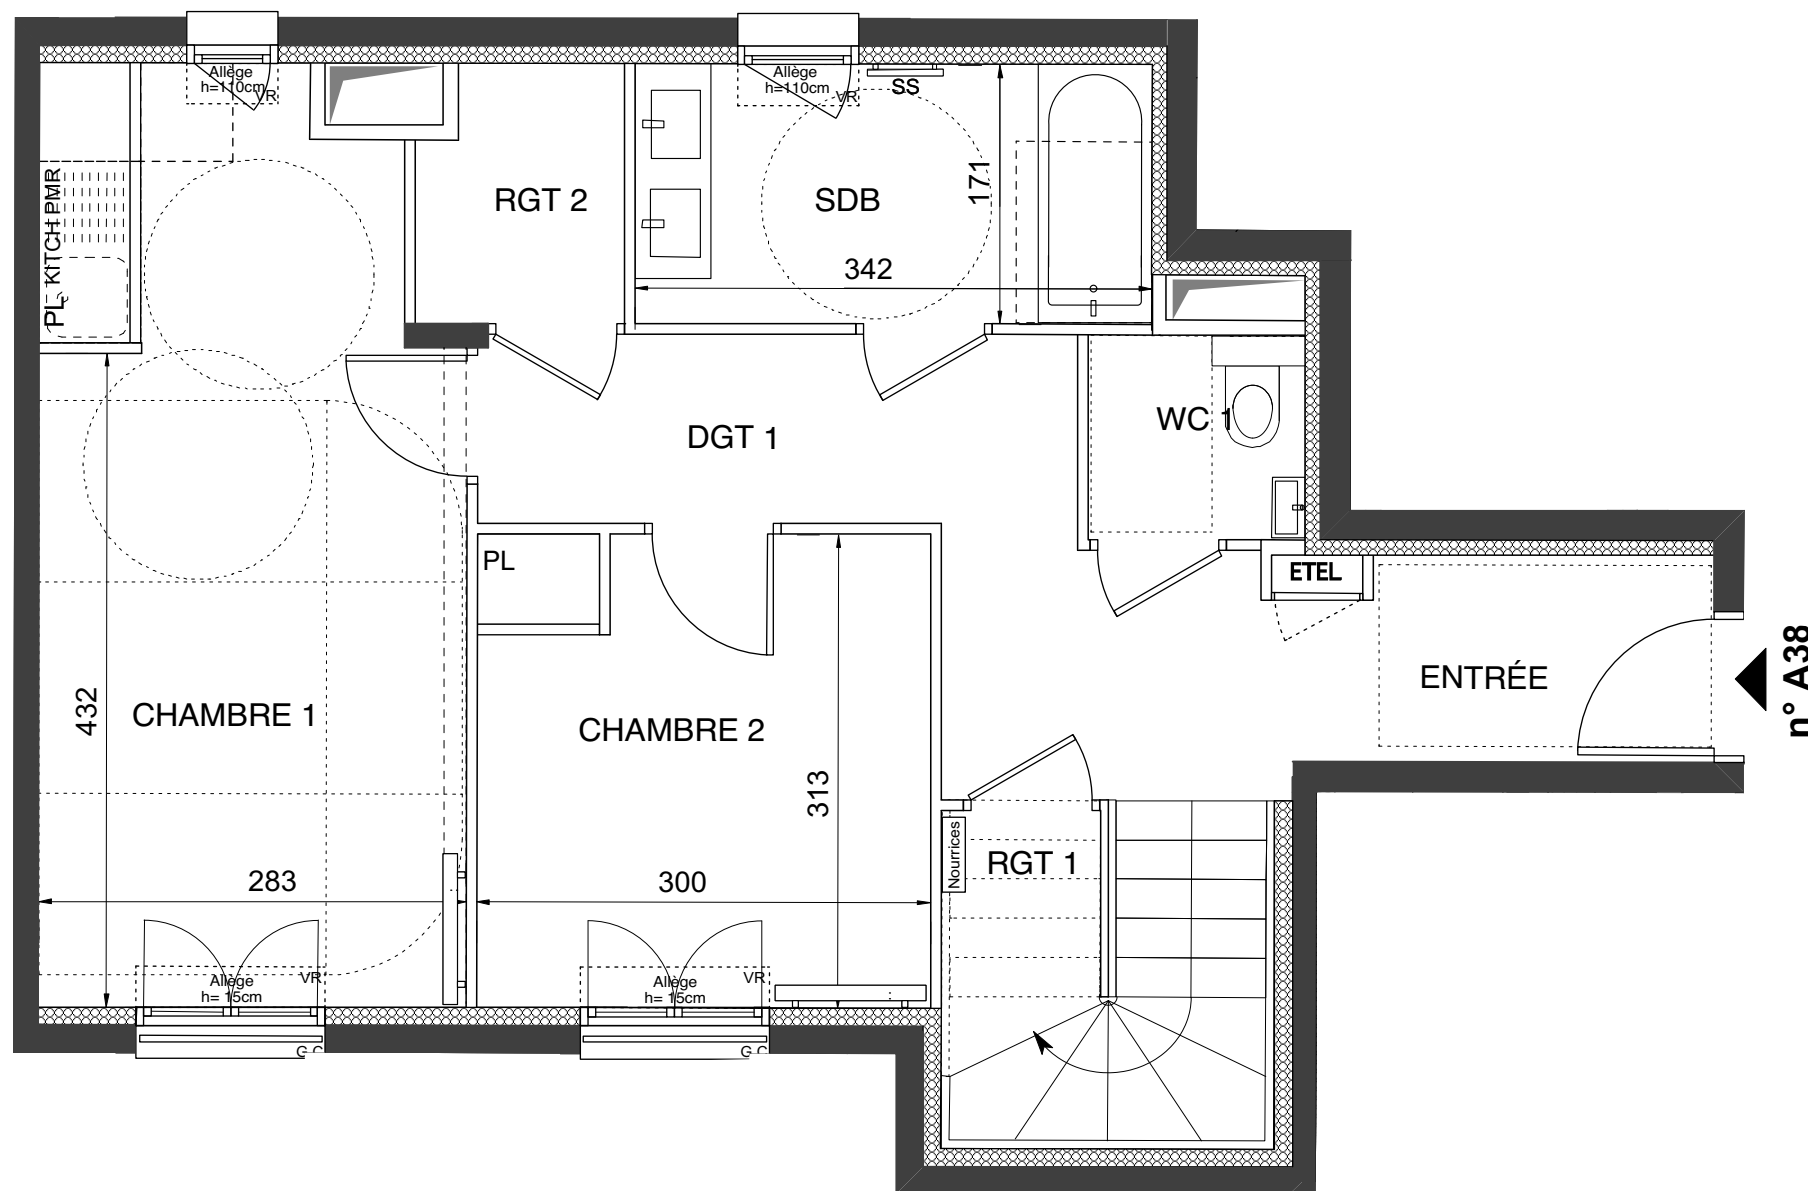 Allège
h=110cm
VR
Allège
h=110cm
VR
SS
PL KITCH PMR
RGT 2
SDB
171
342
DGT 1
WC 1
PL
ETEL
ENTRÉE
n° A38
432
CHAMBRE 1
CHAMBRE 2
313
283
300
Nourrices
RGT 1
Allège
h= 15cm
VR
G.C
Allège
h= 15cm
VR
G.C